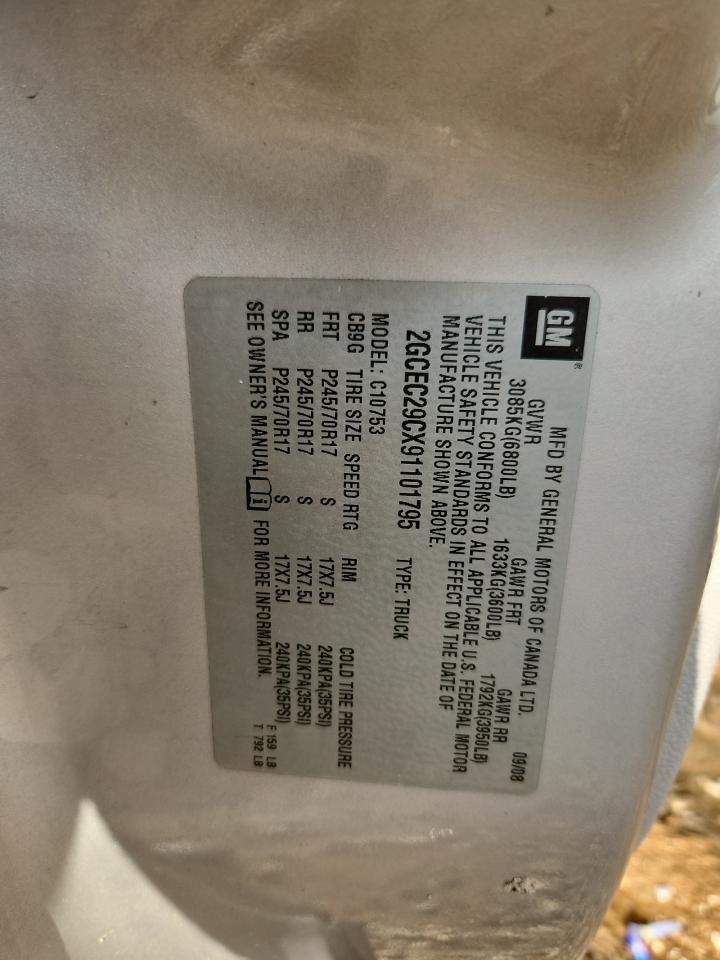 GM®
MFD BY GENERAL MOTORS OF CANADA LTD. 09/08
GVWR GAWR FRT GAWR RR
3085KG(6800LB) 1633KG(3600LB) 1792KG(3950LB)
THIS VEHICLE CONFORMS TO ALL APPLICABLE U.S. FEDERAL MOTOR
VEHICLE SAFETY STANDARDS IN EFFECT ON THE DATE OF
MANUFACTURE SHOWN ABOVE.
2GCEC29CX91101795 TYPE: TRUCK
MODEL: C10753
CB9G TIRE SIZE SPEED RTG RIM COLD TIRE PRESSURE
FRT P245/70R17 S 17X7.5J 240KPA(35PSI)
RR P245/70R17 S 17X7.5J 240KPA(35PSI)
SPA P245/70R17 S 17X7.5J 240KPA(35PSI)
SEE OWNER'S MANUAL i FOR MORE INFORMATION.
F 159 LB
T 792 LB